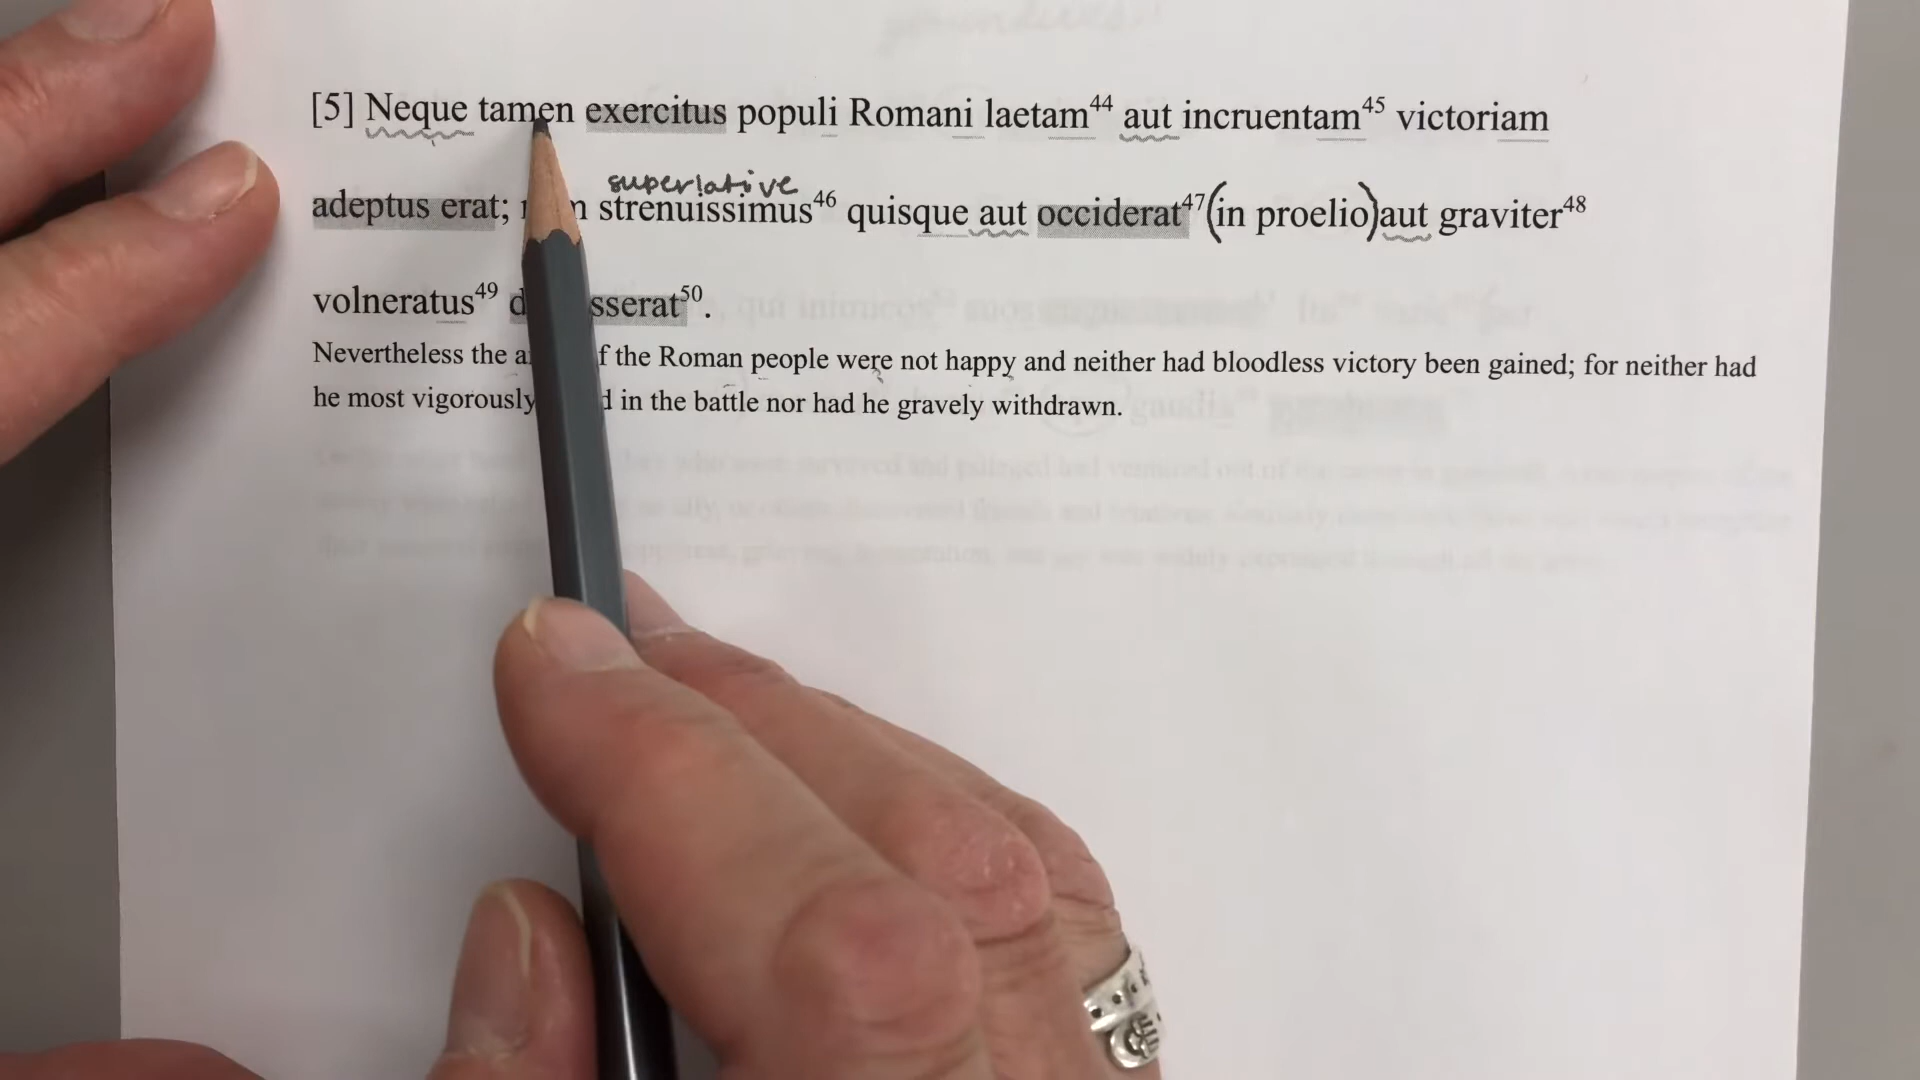 [5] Neque tamen exercitus populi Romani laetam44 aut incruentam45 victoriam
superlative
adeptus erat; strenuissimus46 quisque aut occiderat47 (in proelio) aut graviter48
volneratus49 sserat50.
Nevertheless the f the Roman people were not happy and neither had bloodless victory been gained; for neither had
he most vigorously d in the battle nor had he gravely withdrawn.